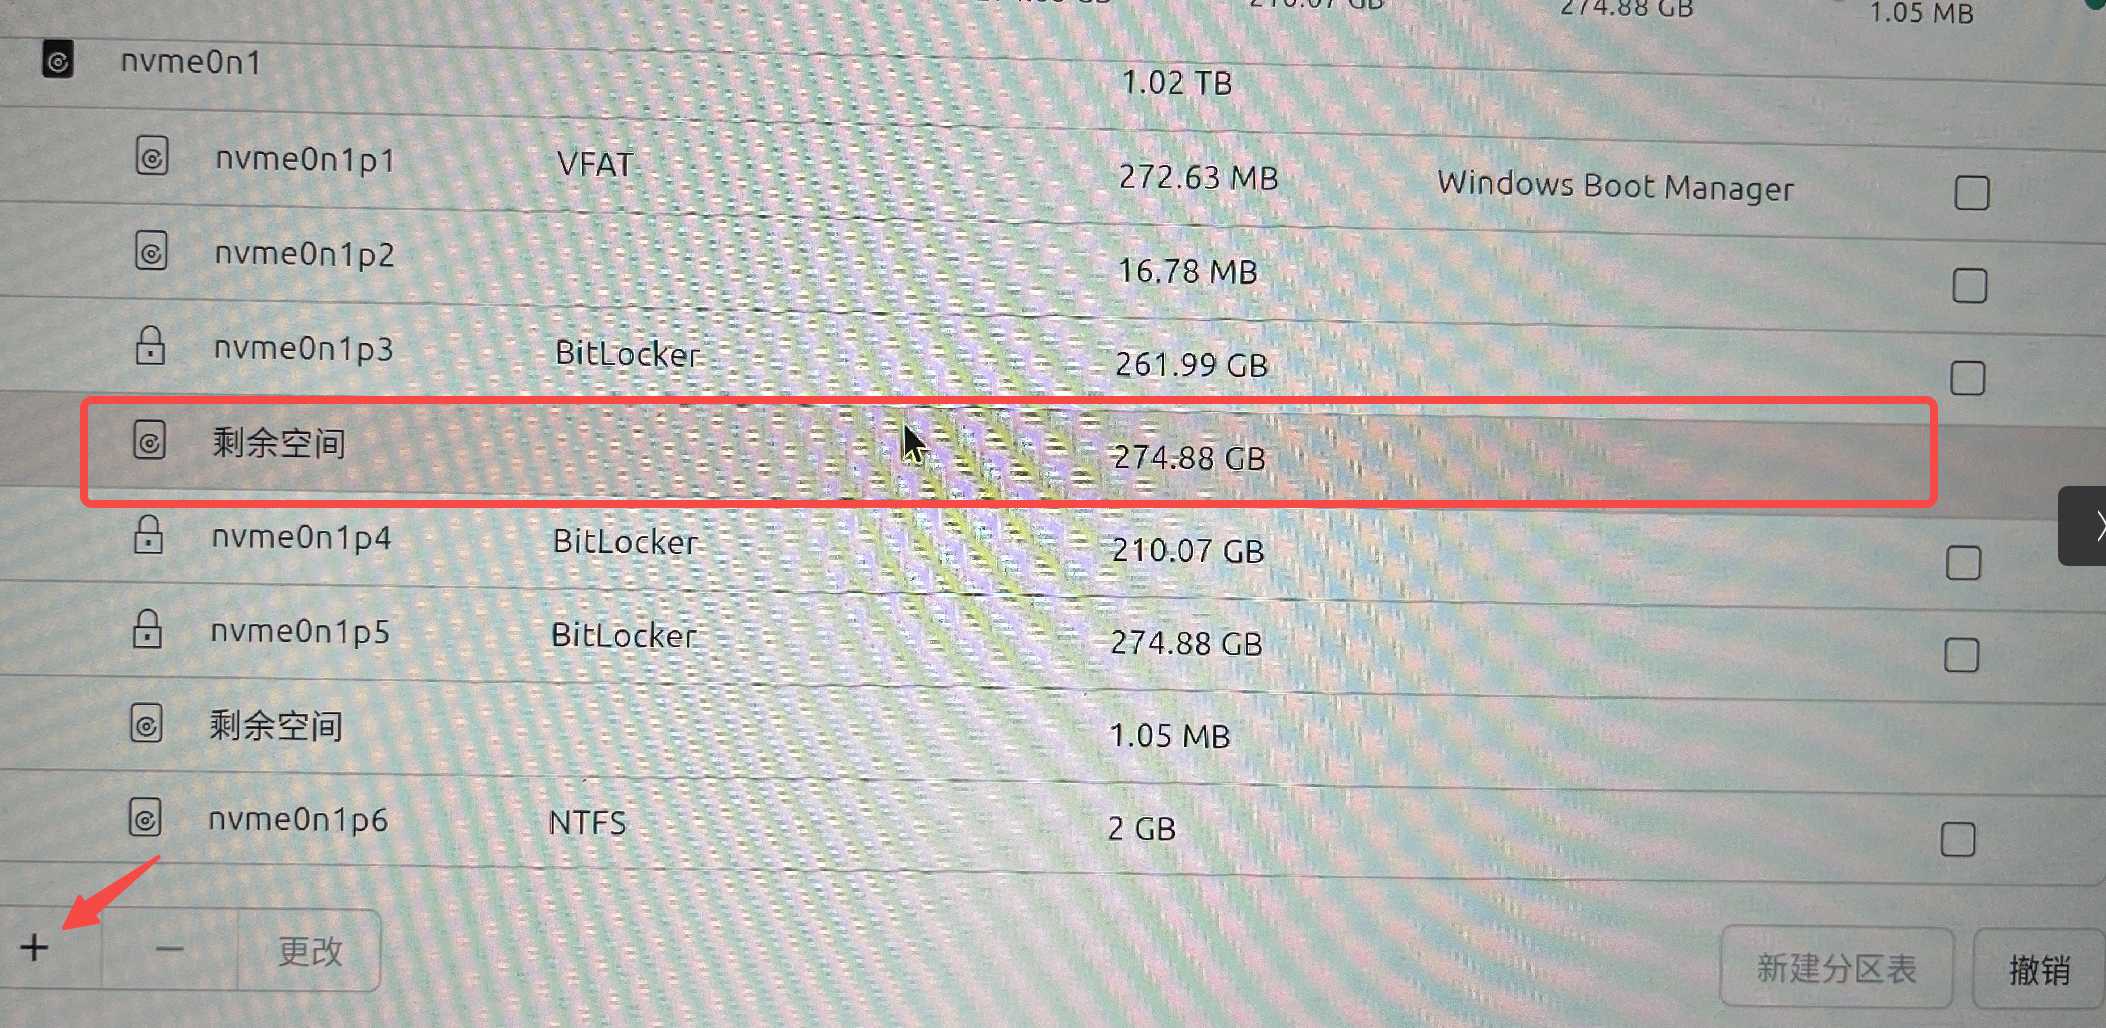 274.88 GB 1.05 MB
nvme0n1 1.02 TB
nvme0n1p1 VFAT 272.63 MB Windows Boot Manager
nvme0n1p2 16.78 MB
nvme0n1p3 BitLocker 261.99 GB
剩余空间 274.88 GB
nvme0n1p4 BitLocker 210.07 GB
nvme0n1p5 BitLocker 274.88 GB
剩余空间 1.05 MB
nvme0n1p6 NTFS 2 GB
+ − 更改 新建分区表 撤销